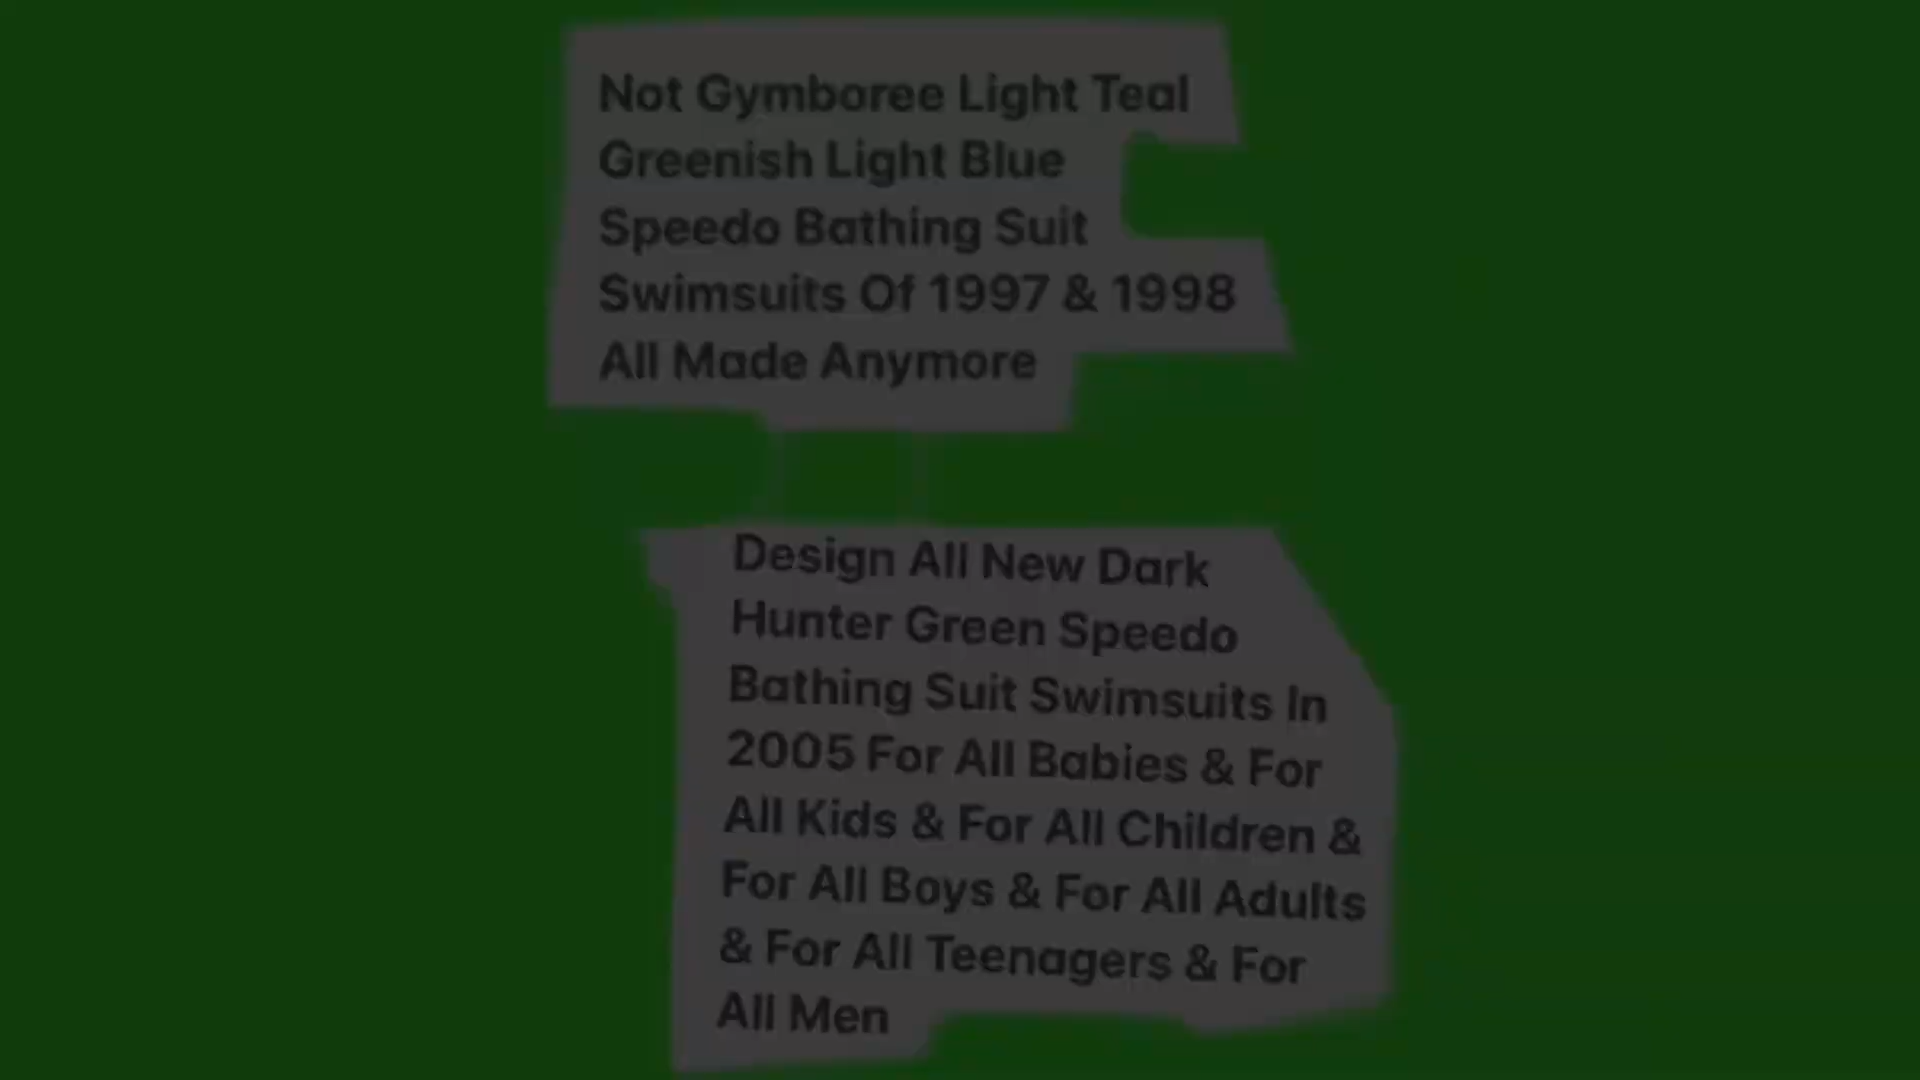 Not Gymboree Light Teal
Greenish Light Blue
Speedo Bathing Suit
Swimsuits Of 1997 & 1998
All Made Anymore
Design All New Dark
Hunter Green Speedo
Bathing Suit Swimsuits In
2005 For All Babies & For
All Kids & For All Children &
For All Boys & For All Adults
& For All Teenagers & For
All Men